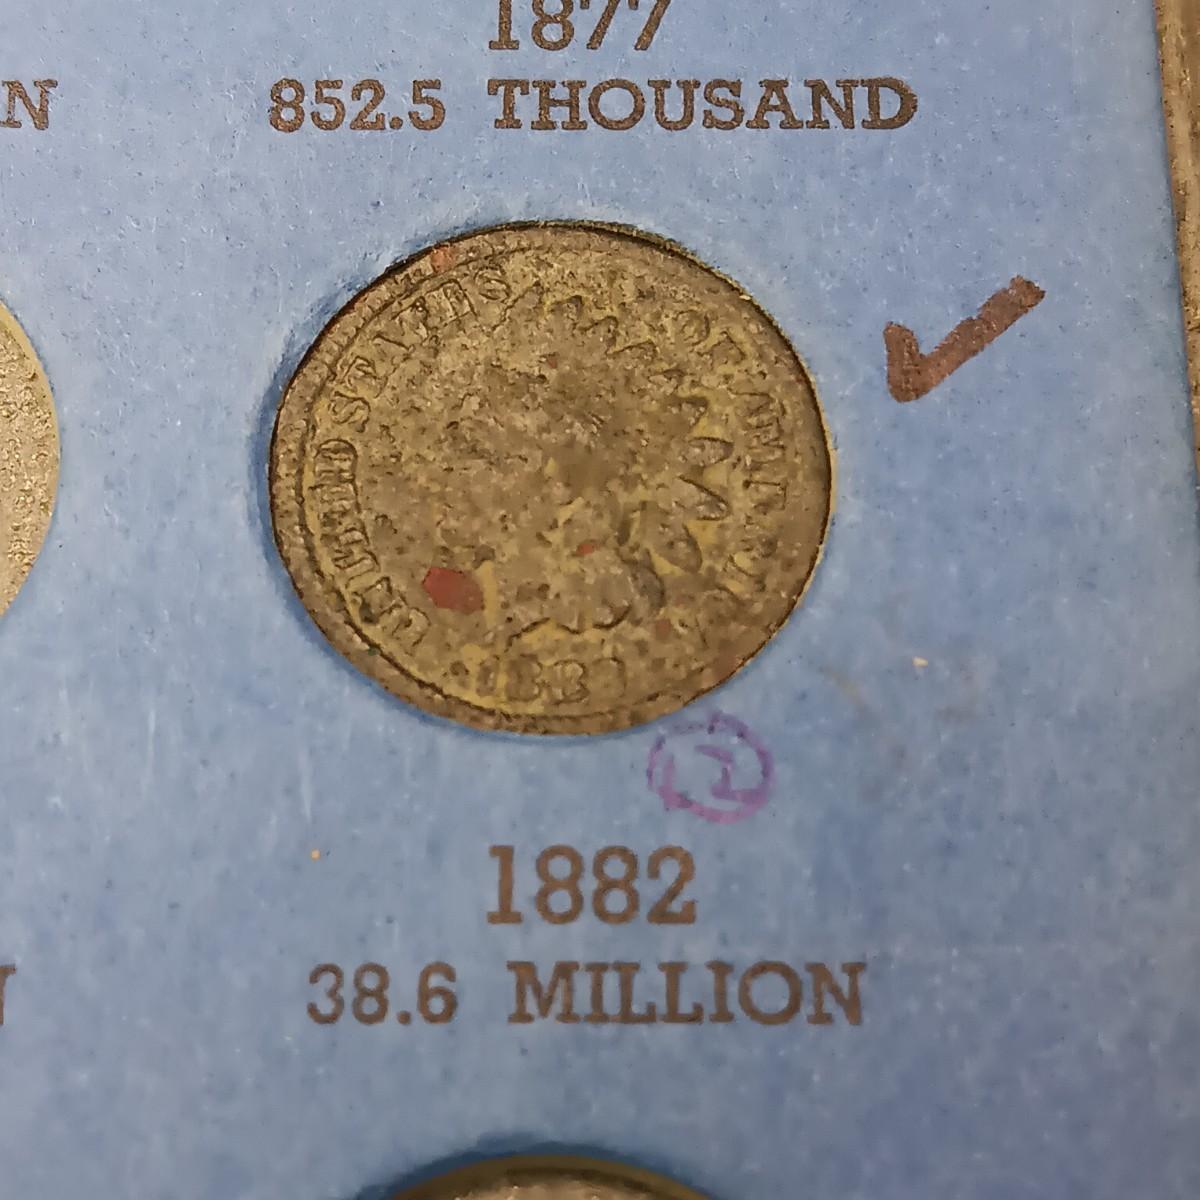 1877
852.5 THOUSAND
N
UNITED STATES OF AMERICA
1882
38.6 MILLION
N